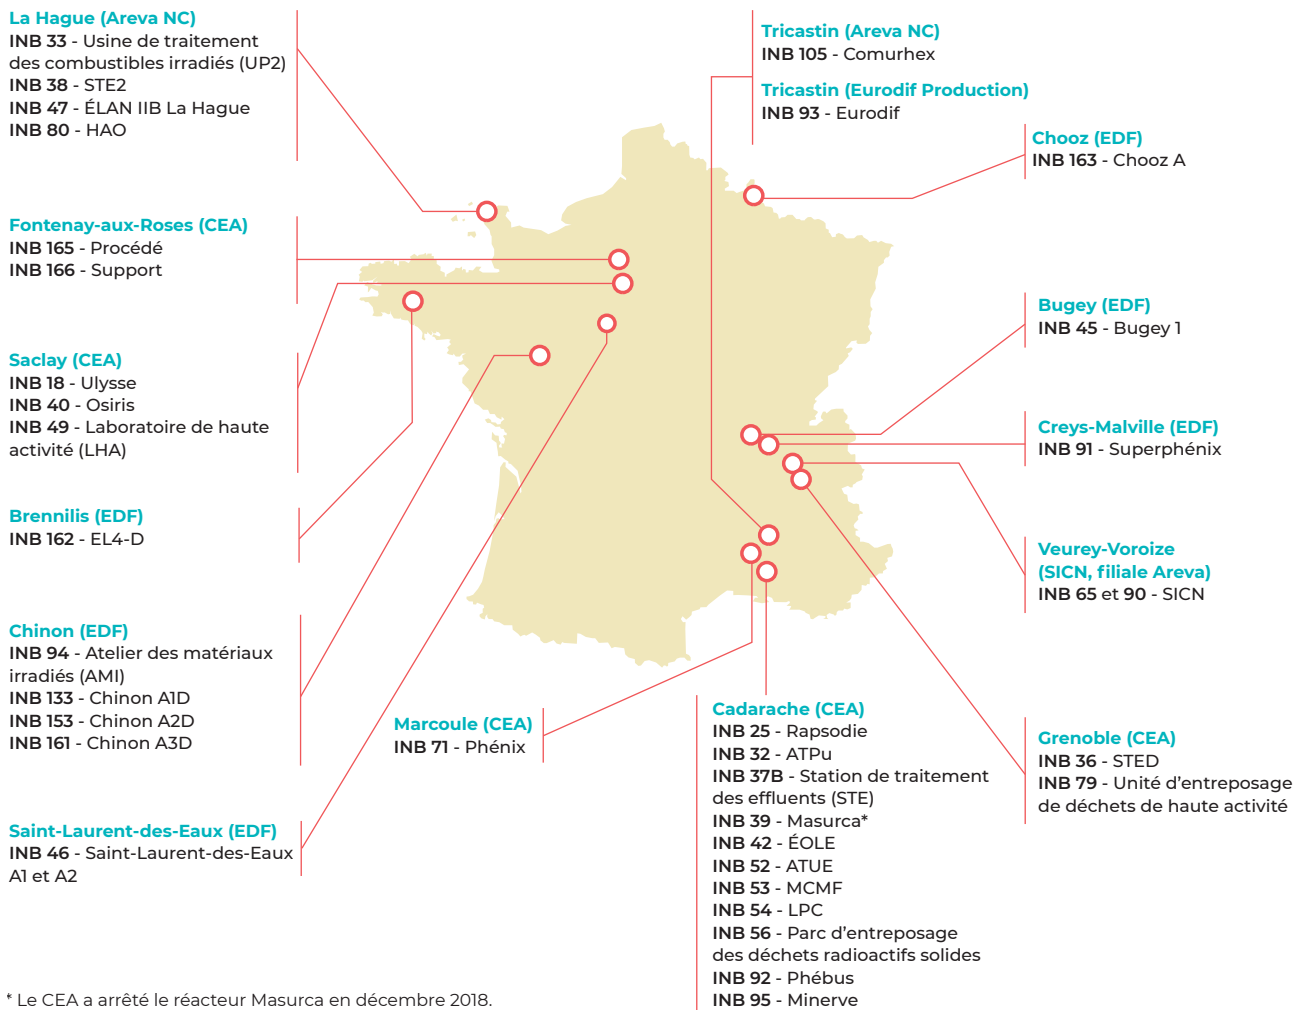 La Hague (Areva NC)
INB 33 - Usine de traitement
des combustibles irradiés (UP2)
INB 38 - STE2
INB 47 - ÉLAN IIB La Hague
INB 80 - HAO
Fontenay-aux-Roses (CEA)
INB 165 - Procédé
INB 166 - Support
Saclay (CEA)
INB 18 - Ulysse
INB 40 - Osiris
INB 49 - Laboratoire de haute
activité (LHA)
Brennilis (EDF)
INB 162 - EL4-D
Chinon (EDF)
INB 94 - Atelier des matériaux
irradiés (AMI)
INB 133 - Chinon A1D
INB 153 - Chinon A2D
INB 161 - Chinon A3D
Saint-Laurent-des-Eaux (EDF)
INB 46 - Saint-Laurent-des-Eaux
A1 et A2
Marcoule (CEA)
INB 71 - Phénix
Tricastin (Areva NC)
INB 105 - Comurhex
Tricastin (Eurodif Production)
INB 93 - Eurodif
Chooz (EDF)
INB 163 - Chooz A
Bugey (EDF)
INB 45 - Bugey 1
Creys-Malville (EDF)
INB 91 - Superphénix
Veurey-Voroize
(SICN, filiale Areva)
INB 65 et 90 - SICN
Grenoble (CEA)
INB 36 - STED
INB 79 - Unité d’entreposage
de déchets de haute activité
Cadarache (CEA)
INB 25 - Rapsodie
INB 32 - ATPu
INB 37B - Station de traitement
des effluents (STE)
INB 39 - Masurca*
INB 42 - ÉOLE
INB 52 - ATUE
INB 53 - MCMF
INB 54 - LPC
INB 56 - Parc d’entreposage
des déchets radioactifs solides
INB 92 - Phébus
INB 95 - Minerve
* Le CEA a arrêté le réacteur Masurca en décembre 2018.